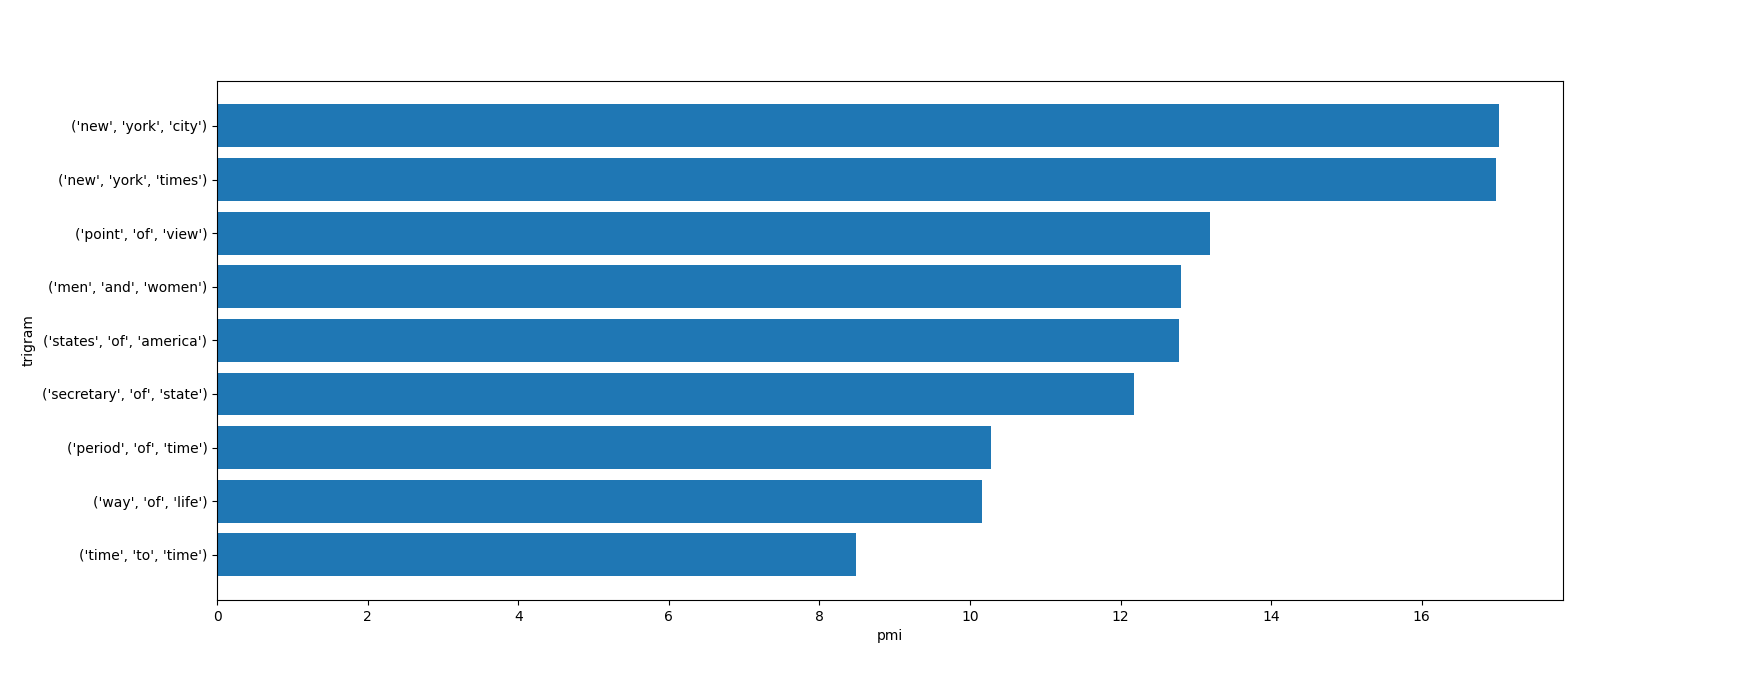 ('new', 'york', 'city')
('new', 'york', 'times')
('point', 'of', 'view')
('men', 'and', 'women')
('states', 'of', 'america')
('secretary', 'of', 'state')
('period', 'of', 'time')
('way', 'of', 'life')
('time', 'to', 'time')
trigram
0 2 4 6 8 10 12 14 16
pmi